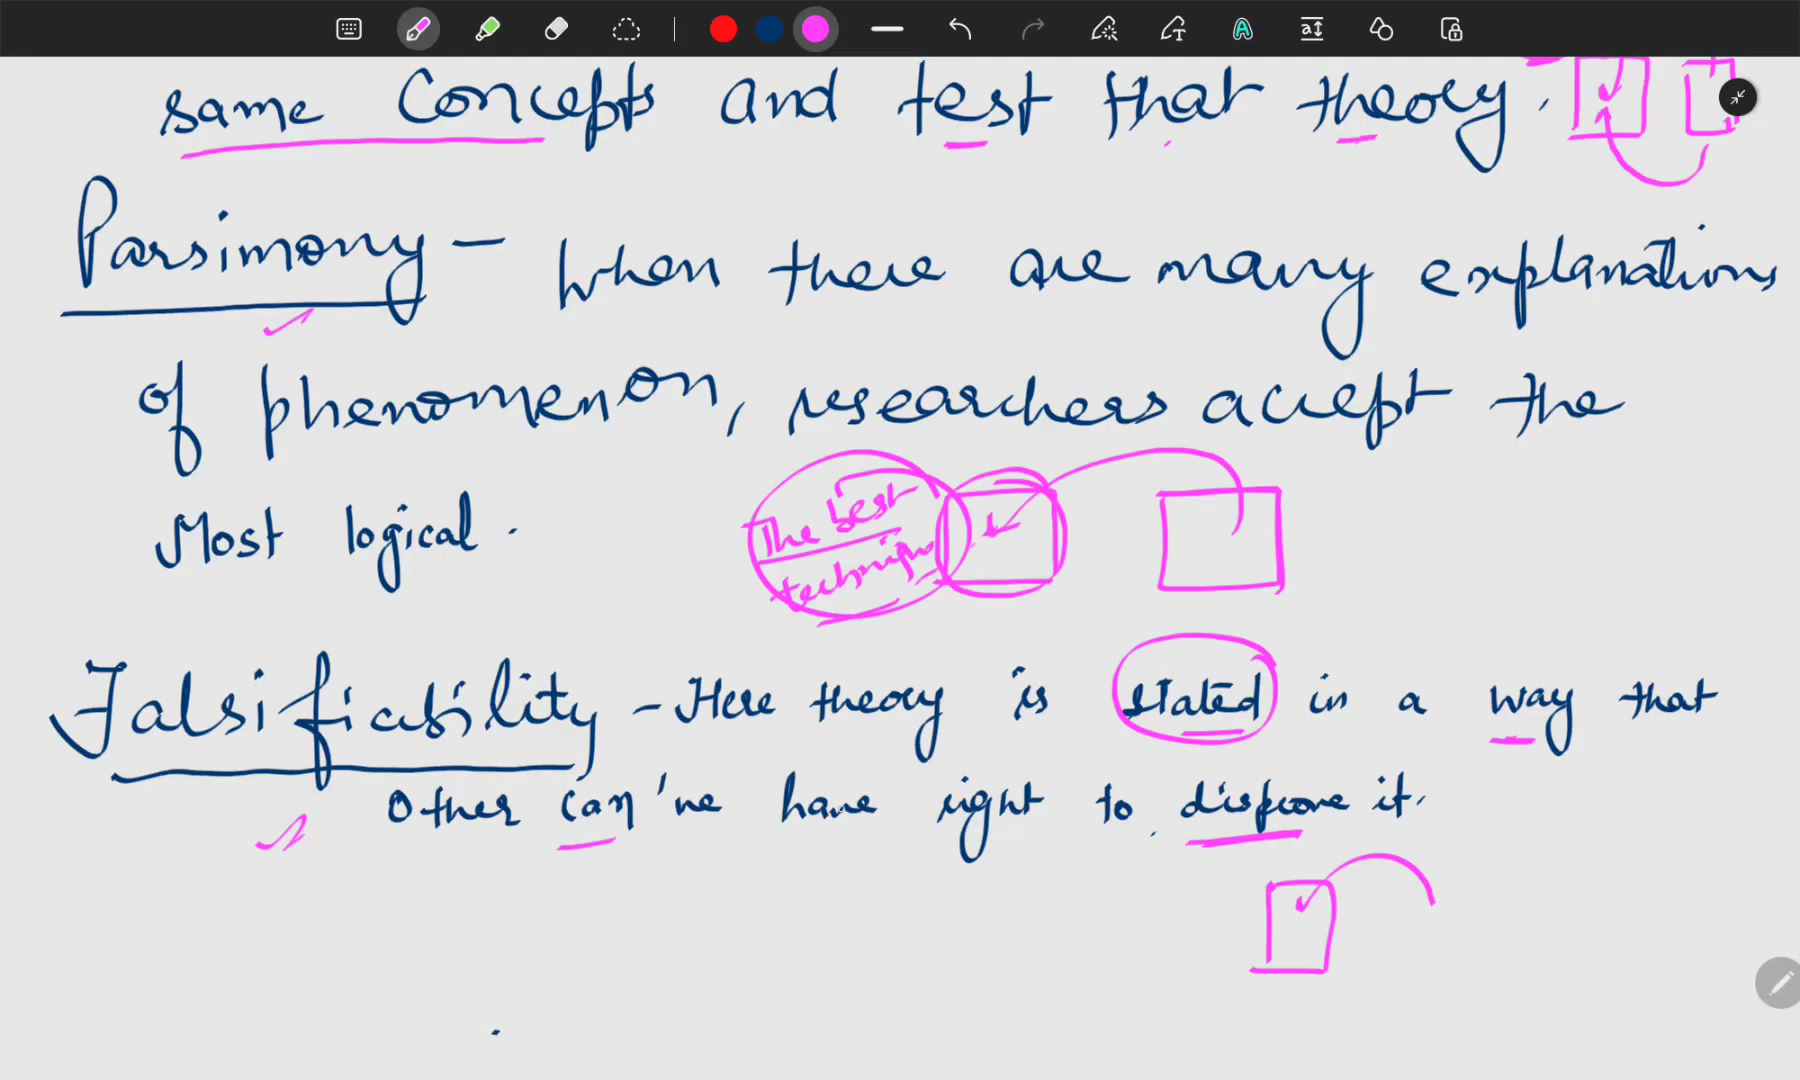 same Concepts and test that theory.
Parsimony - When there are many explanations
of phenomenon, researchers accept the
Most logical.
The best
technique
Falsifiability - Here theory is stated in a way that
Other can've have right to disprove it.